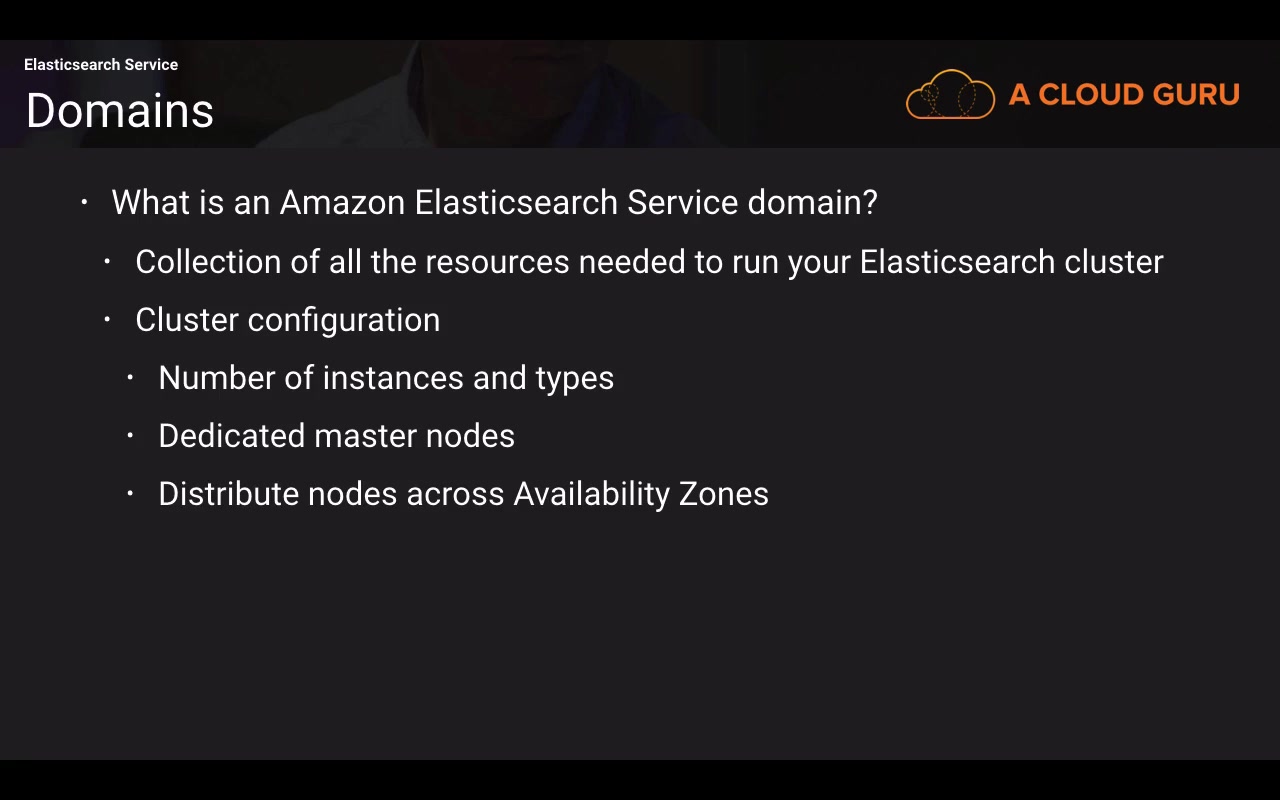 Elasticsearch Service
Domains
A CLOUD GURU
· What is an Amazon Elasticsearch Service domain?
· Collection of all the resources needed to run your Elasticsearch cluster
· Cluster configuration
· Number of instances and types
· Dedicated master nodes
· Distribute nodes across Availability Zones